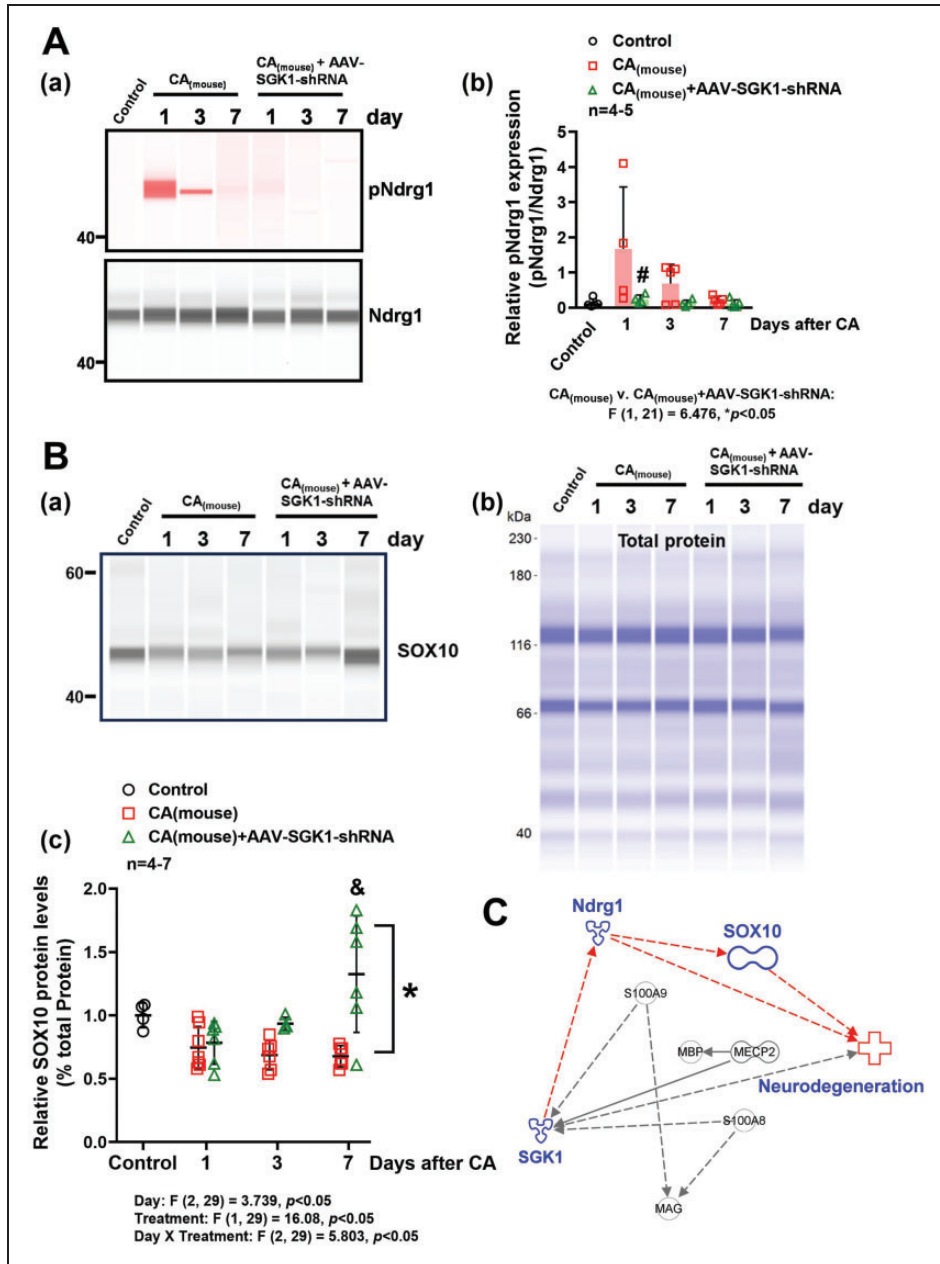 A
(a)
Control
CA(mouse)
CA(mouse) + AAV-
SGK1-shRNA
1 3 7 1 3 7 day
pNdrg1
40
Ndrg1
40
(b)
Control
CA(mouse)
CA(mouse)+AAV-SGK1-shRNA
n=4-5
Relative pNdrg1 expression
(pNdrg1/Ndrg1)
5
4
3
2
1
0
#
Control
1 3 7 Days after CA
CA(mouse) v. CA(mouse)+AAV-SGK1-shRNA:
F (1, 21) = 6.476, *p<0.05
B
(a)
Control
CA(mouse)
CA(mouse) + AAV-
SGK1-shRNA
1 3 7 1 3 7 day
60
SOX10
40
(b)
Control
CA(mouse)
CA(mouse) + AAV-
SGK1-shRNA
1 3 7 1 3 7 day
kDa
Total protein
230
180
116
66
40
(c)
Control
CA(mouse)
CA(mouse)+AAV-SGK1-shRNA
n=4-7
Relative SOX10 protein levels
(% total Protein)
2.0
1.5
1.0
0.5
0.0
&
*
Control 1 3 7 Days after CA
Day: F (2, 29) = 3.739, p<0.05
Treatment: F (1, 29) = 16.08, p<0.05
Day X Treatment: F (2, 29) = 5.803, p<0.05
C
Ndrg1
SOX10
S100A9
MBP
MECP2
Neurodegeneration
S100A8
SGK1
MAG